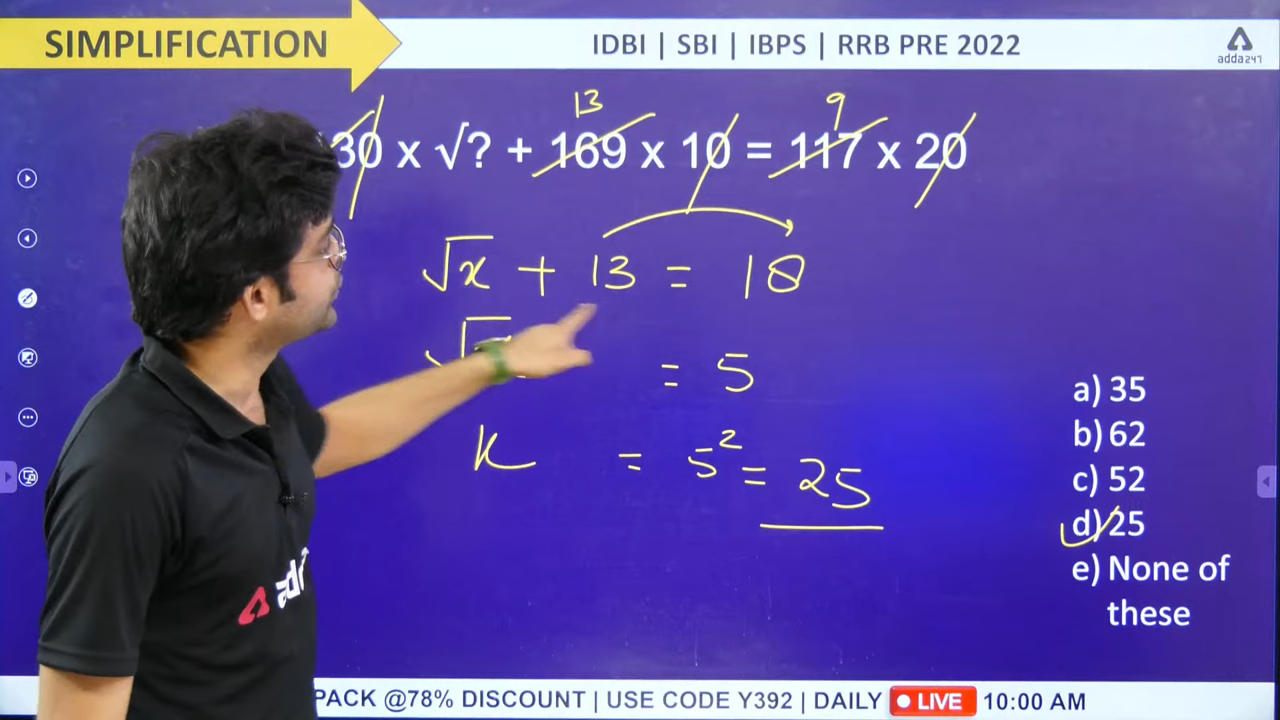 SIMPLIFICATION
IDBI | SBI | IBPS | RRB PRE 2022
adda247
13
9
30 x √? + 169 x 10 = 117 x 20
√x + 13 = 18
= 5
x = 5² = 25
a) 35
b) 62
c) 52
d) 25
e) None of
these
PACK @78% DISCOUNT | USE CODE Y392 | DAILY LIVE 10:00 AM